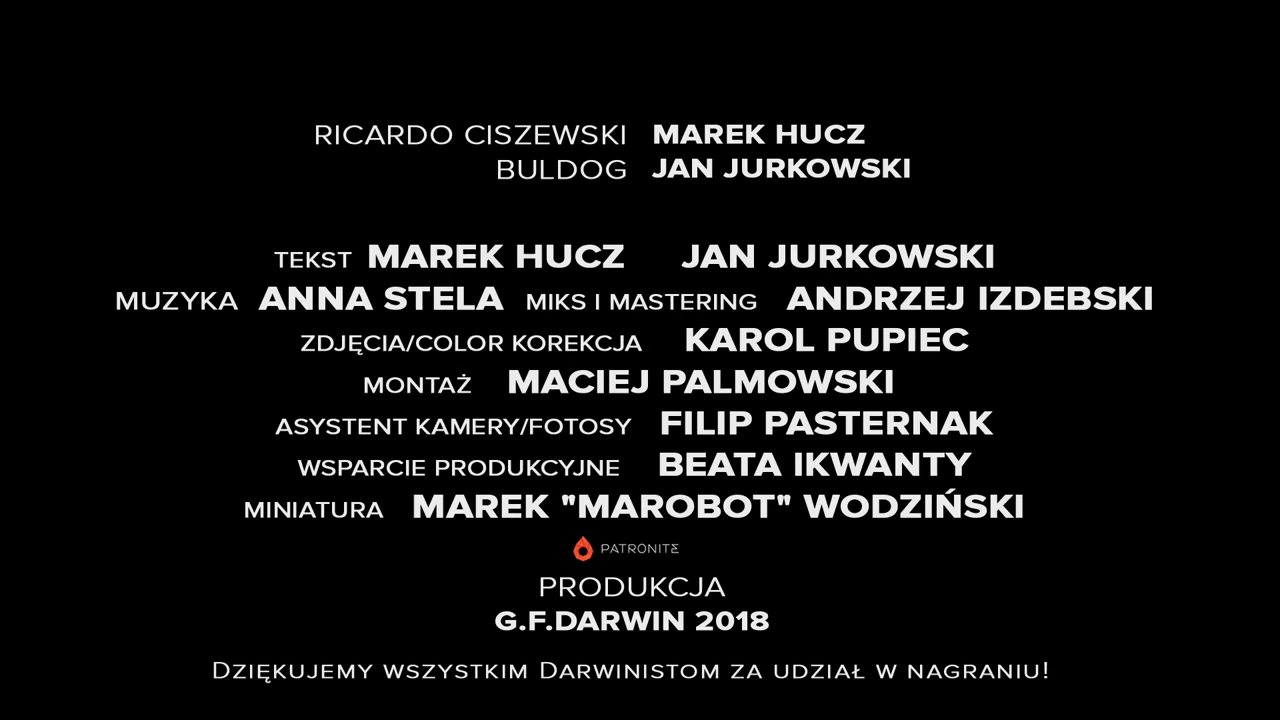 RICARDO CISZEWSKI MAREK HUCZ
BULDOG JAN JURKOWSKI
TEKST MAREK HUCZ JAN JURKOWSKI
MUZYKA ANNA STELA MIKS I MASTERING ANDRZEJ IZDEBSKI
ZDJĘCIA/COLOR KOREKCJA KAROL PUPIEC
MONTAŻ MACIEJ PALMOWSKI
ASYSTENT KAMERY/FOTOSY FILIP PASTERNAK
WSPARCIE PRODUKCYJNE BEATA IKWANTY
MINIATURA MAREK "MAROBOT" WODZIŃSKI
PATRONITE
PRODUKCJA
G.F.DARWIN 2018
DZIĘKUJEMY WSZYSTKIM DARWINISTOM ZA UDZIAŁ W NAGRANIU!